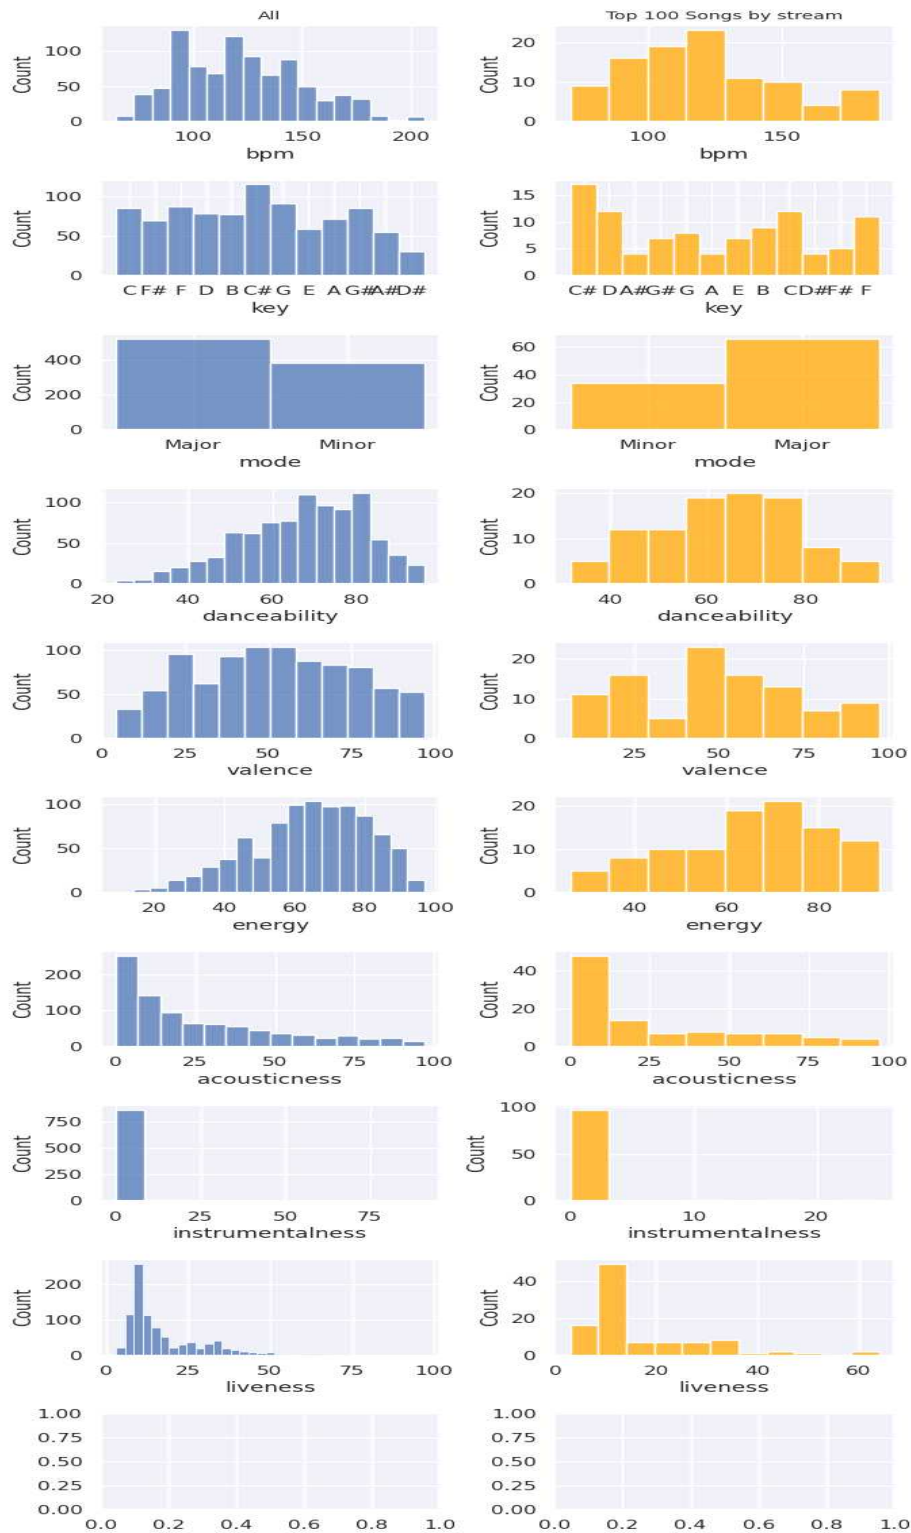 All Top 100 Songs by stream
Count 100 50 0 Count 20 10 0
100 150 200 100 150
bpm bpm
Count 100 50 0 Count 15 10 5 0
C F# F D B C# G E A G# A# D# C# D A# G# G A E B C D# F# F
key key
Count 400 200 0 Count 60 40 20 0
Major Minor Minor Major
mode mode
Count 100 50 0 Count 20 10 0
20 40 60 80 40 60 80
danceability danceability
Count 100 50 0 Count 20 10 0
0 25 50 75 100 25 50 75 100
valence valence
Count 100 50 0 Count 20 10 0
20 40 60 80 100 40 60 80
energy energy
Count 200 100 0 Count 40 20 0
0 25 50 75 100 0 25 50 75 100
acousticness acousticness
Count 750 500 250 0 Count 100 50 0
0 25 50 75 0 10 20
instrumentalness instrumentalness
Count 200 100 0 Count 40 20 0
0 25 50 75 100 0 20 40 60
liveness liveness
1.00 1.00
0.75 0.75
0.50 0.50
0.25 0.25
0.00 0.00
0.0 0.2 0.4 0.6 0.8 1.0 0.0 0.2 0.4 0.6 0.8 1.0